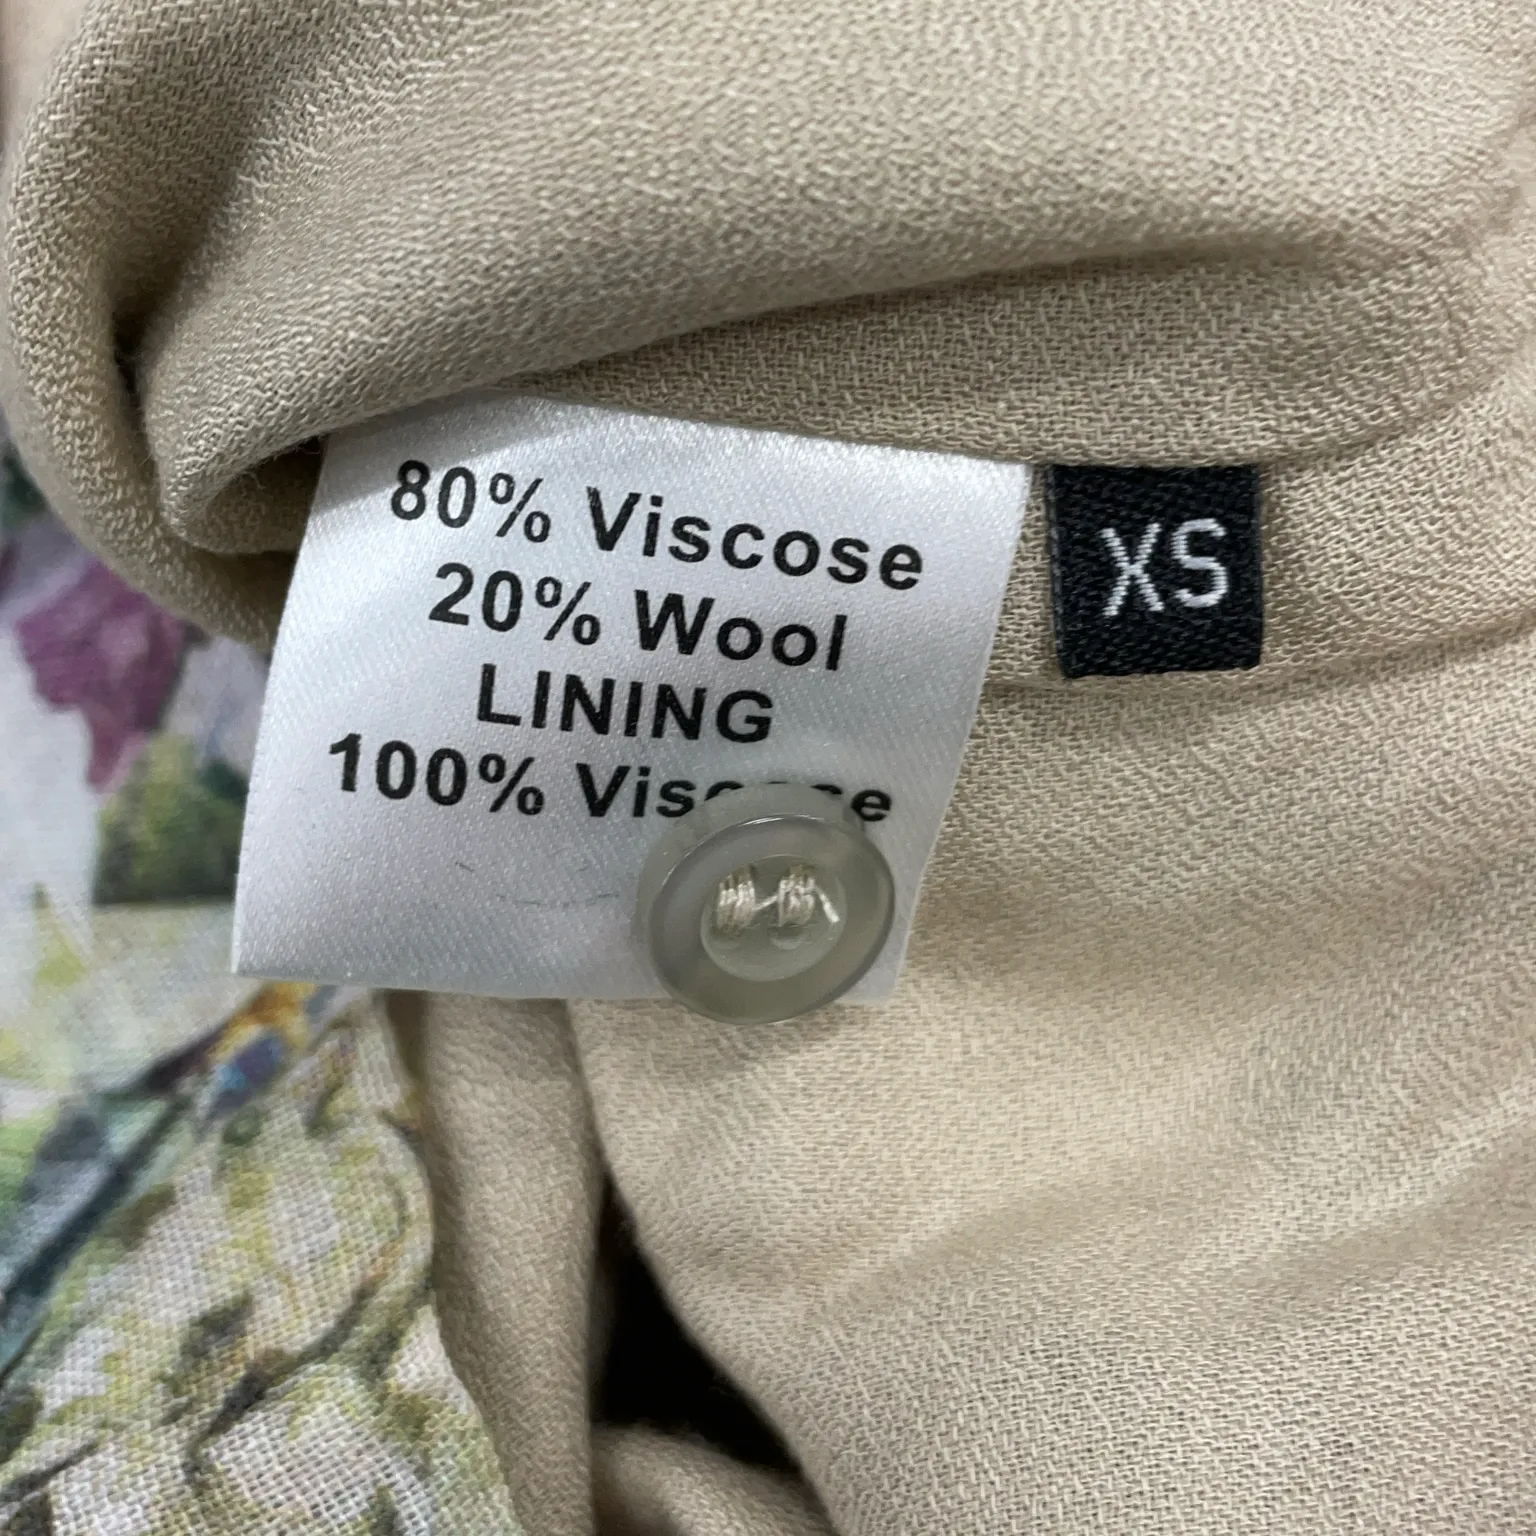 80% Viscose
20% Wool
LINING
100% Viscose
XS